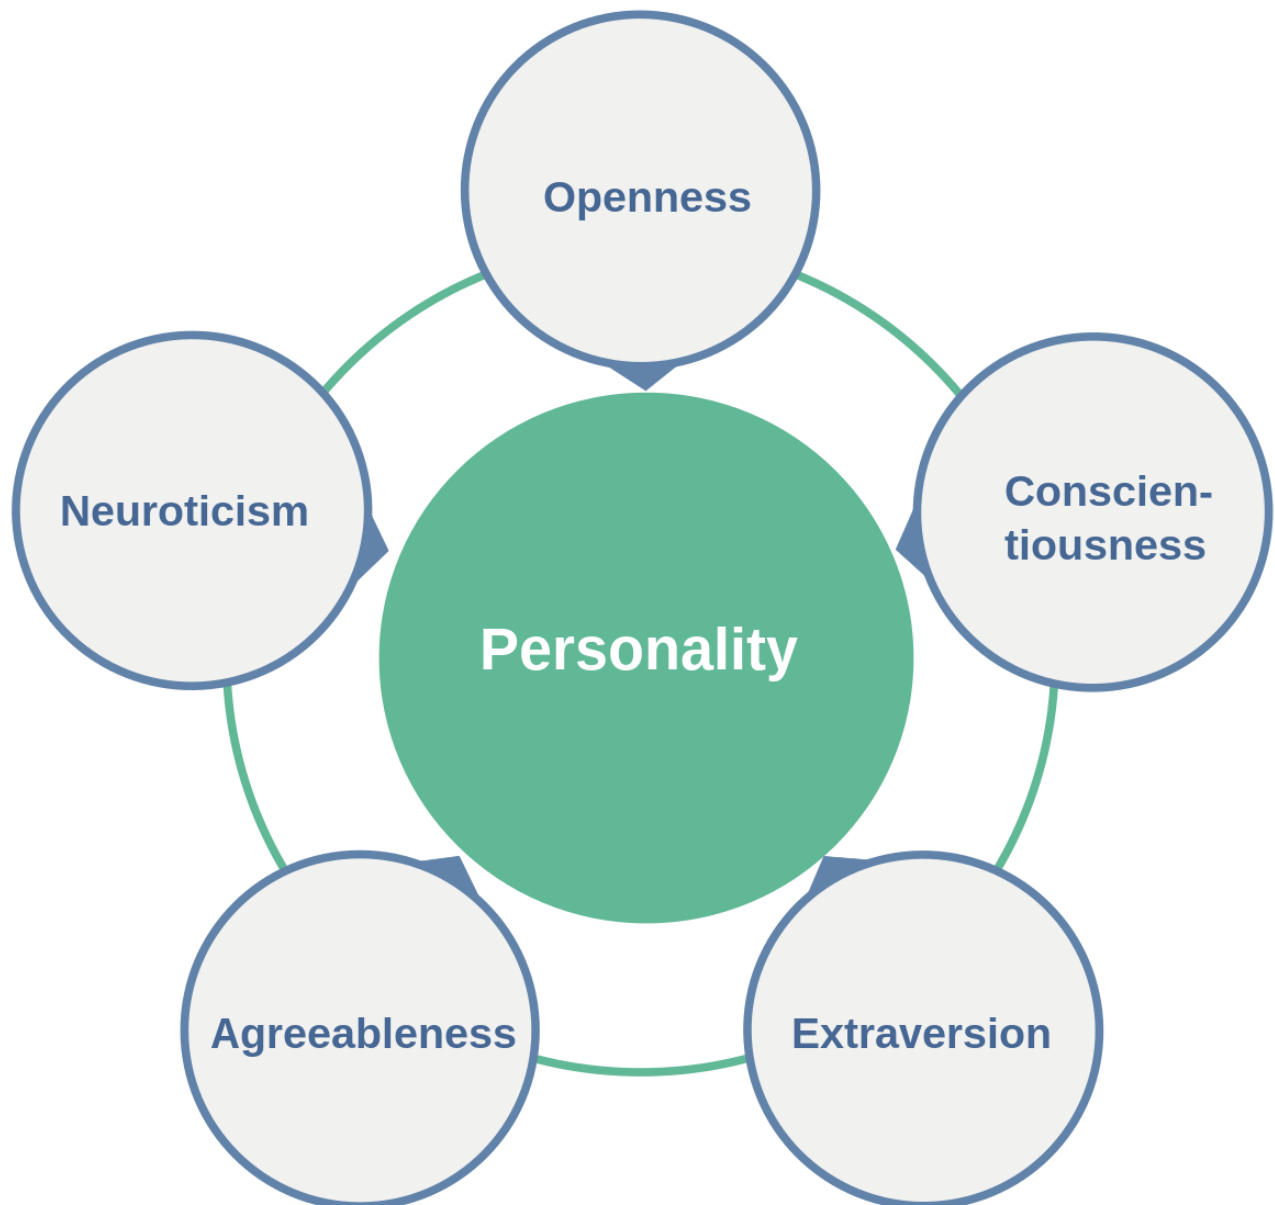 Openness
Neuroticism
Conscien-
tiousness
Personality
Agreeableness
Extraversion